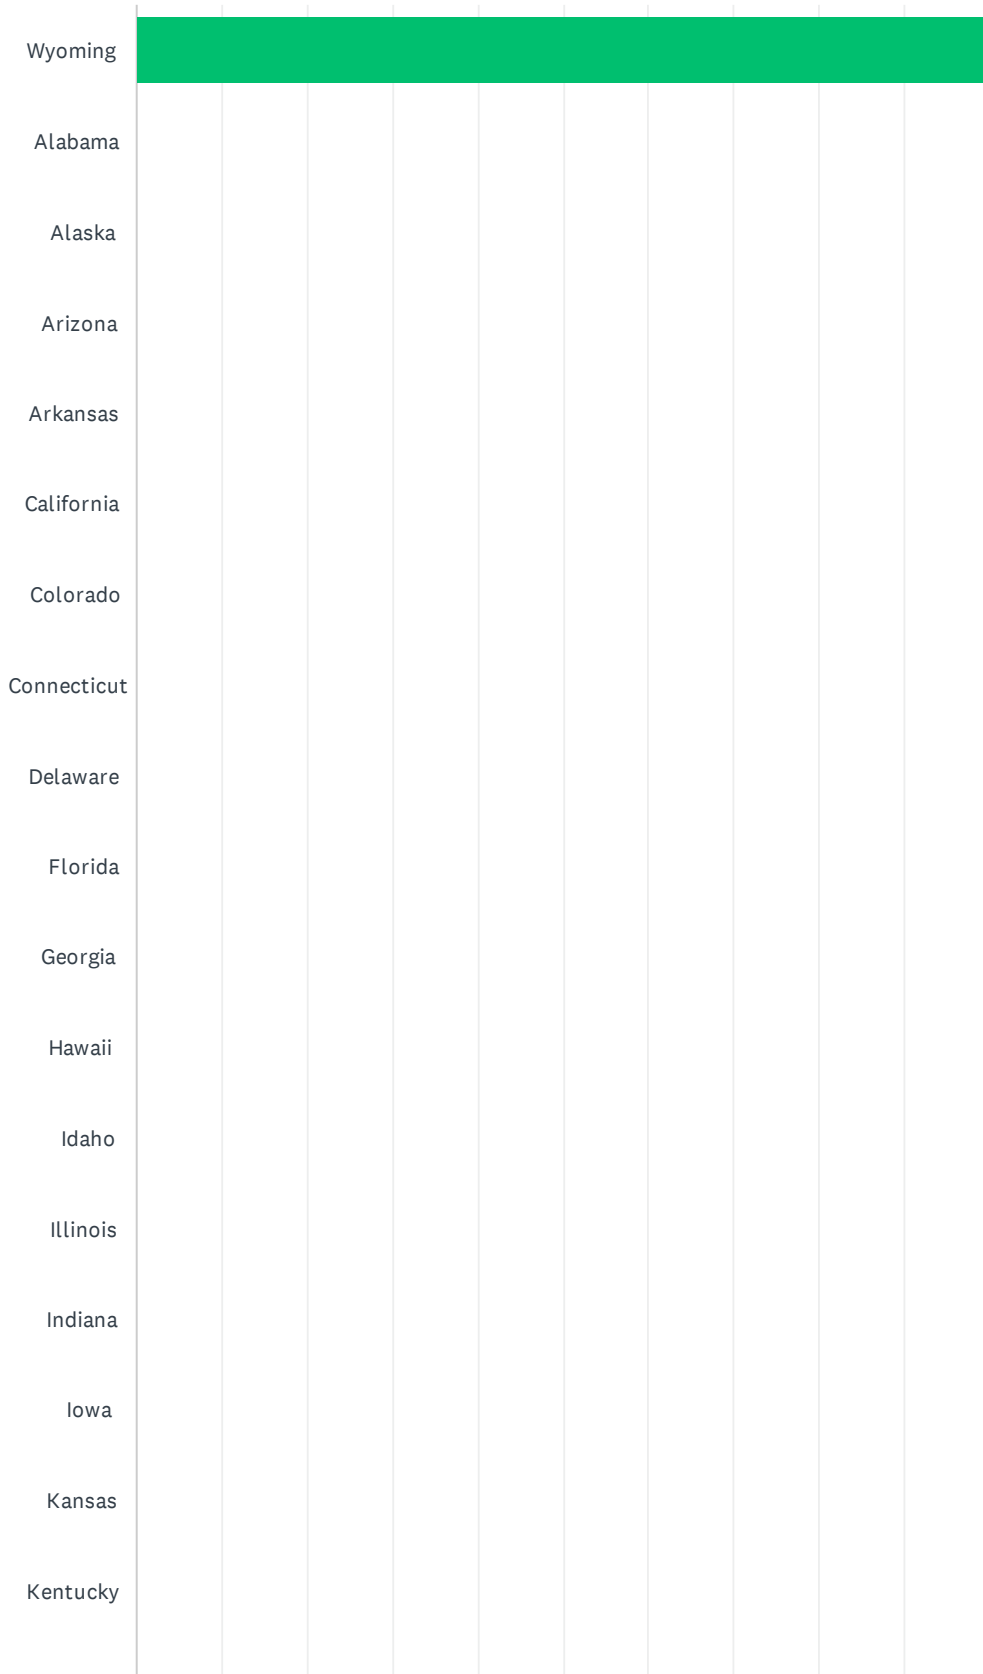 Wyoming
Alabama
Alaska
Arizona
Arkansas
California
Colorado
Connecticut
Delaware
Florida
Georgia
Hawaii
Idaho
Illinois
Indiana
Iowa
Kansas
Kentucky